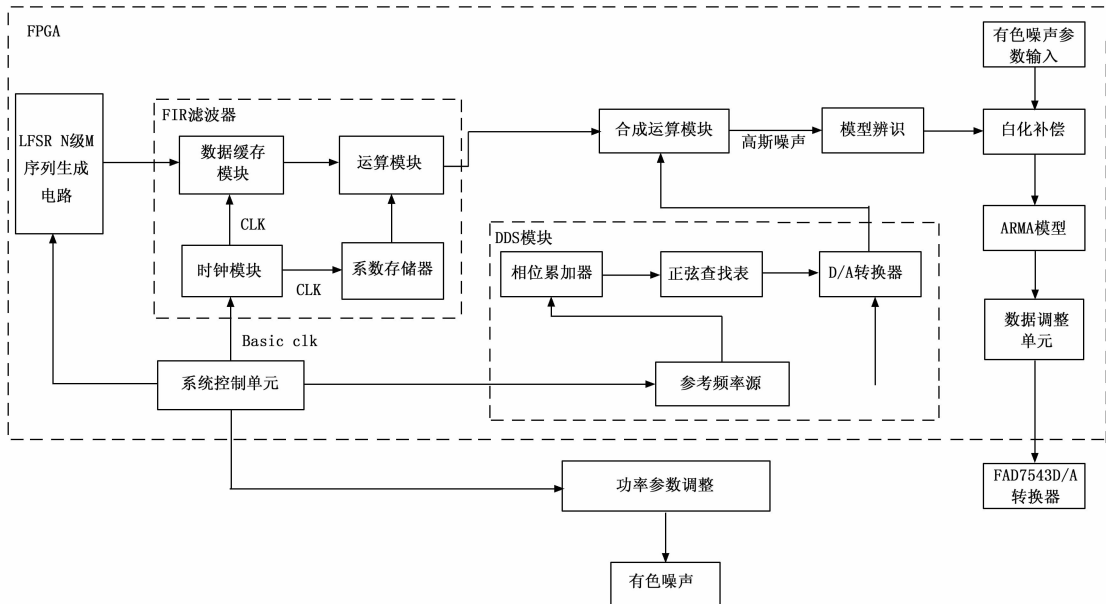 FPGA
有色噪声参
数输入
LFSR N级M
序列生成
电路
FIR滤波器
数据缓存
模块
运算模块
合成运算模块
高斯噪声
模型辨识
白化补偿
CLK
时钟模块
CLK
系数存储器
DDS模块
相位累加器
正弦查找表
D/A转换器
ARMA模型
数据调整
单元
Basic clk
系统控制单元
参考频率源
功率参数调整
FAD7543D/A
转换器
有色噪声